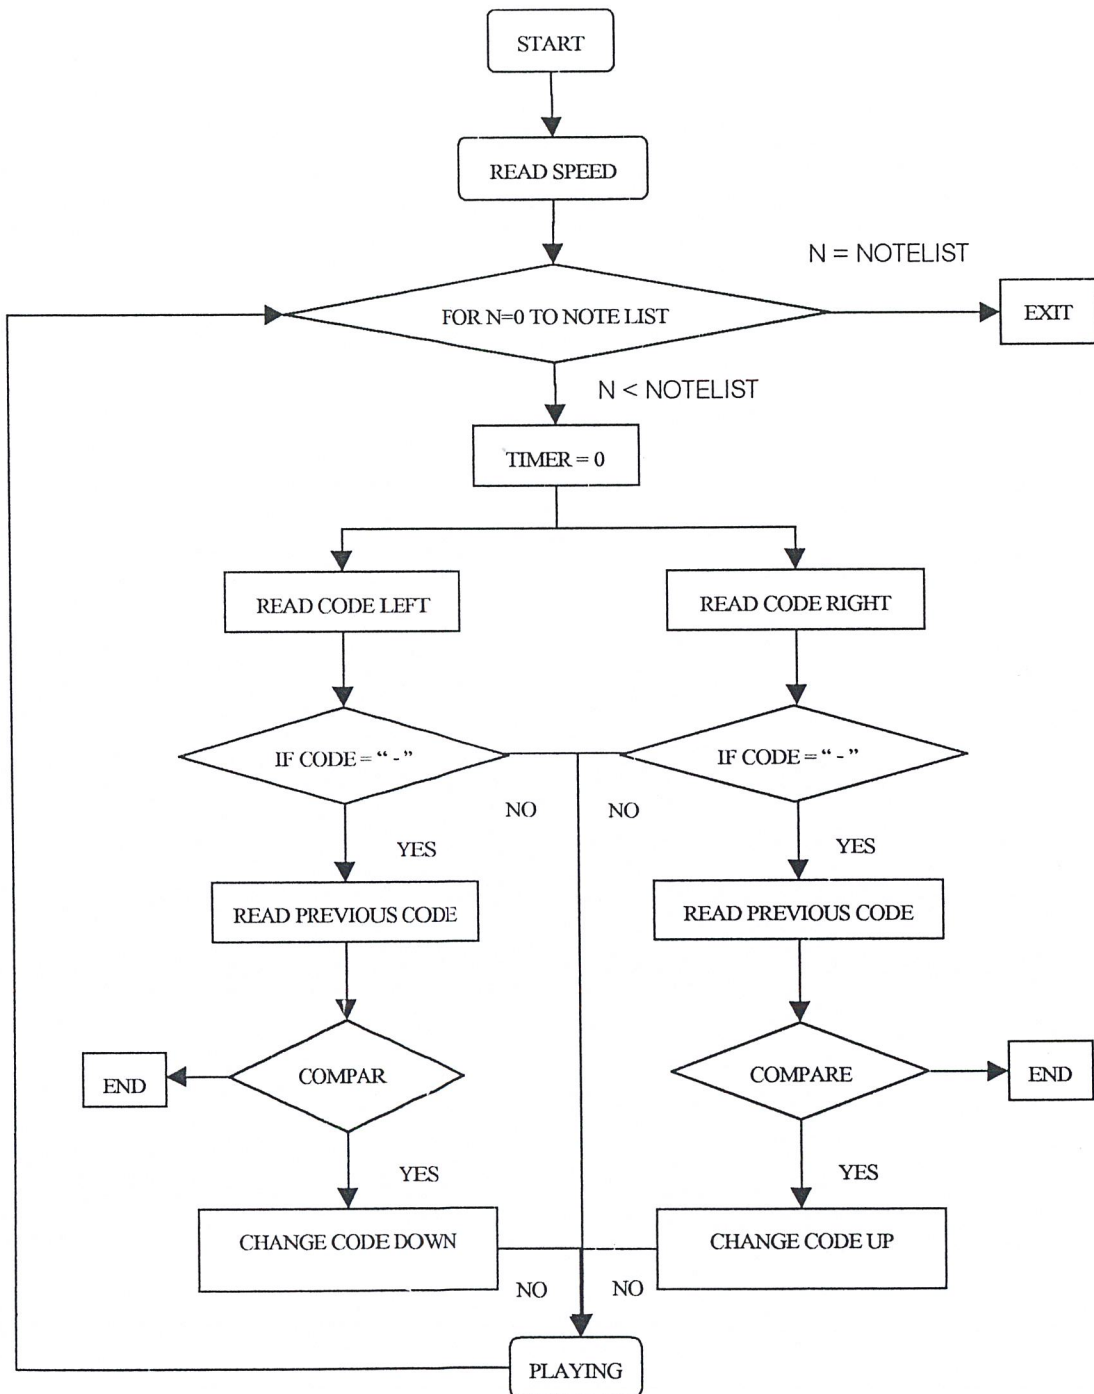 START
READ SPEED
N = NOTELIST
FOR N=0 TO NOTE LIST
EXIT
N < NOTELIST
TIMER = 0
READ CODE LEFT
READ CODE RIGHT
IF CODE = “ - ”
IF CODE = “ - ”
NO
NO
YES
YES
READ PREVIOUS CODE
READ PREVIOUS CODE
END
COMPAR
COMPARE
END
YES
YES
CHANGE CODE DOWN
CHANGE CODE UP
NO
NO
PLAYING